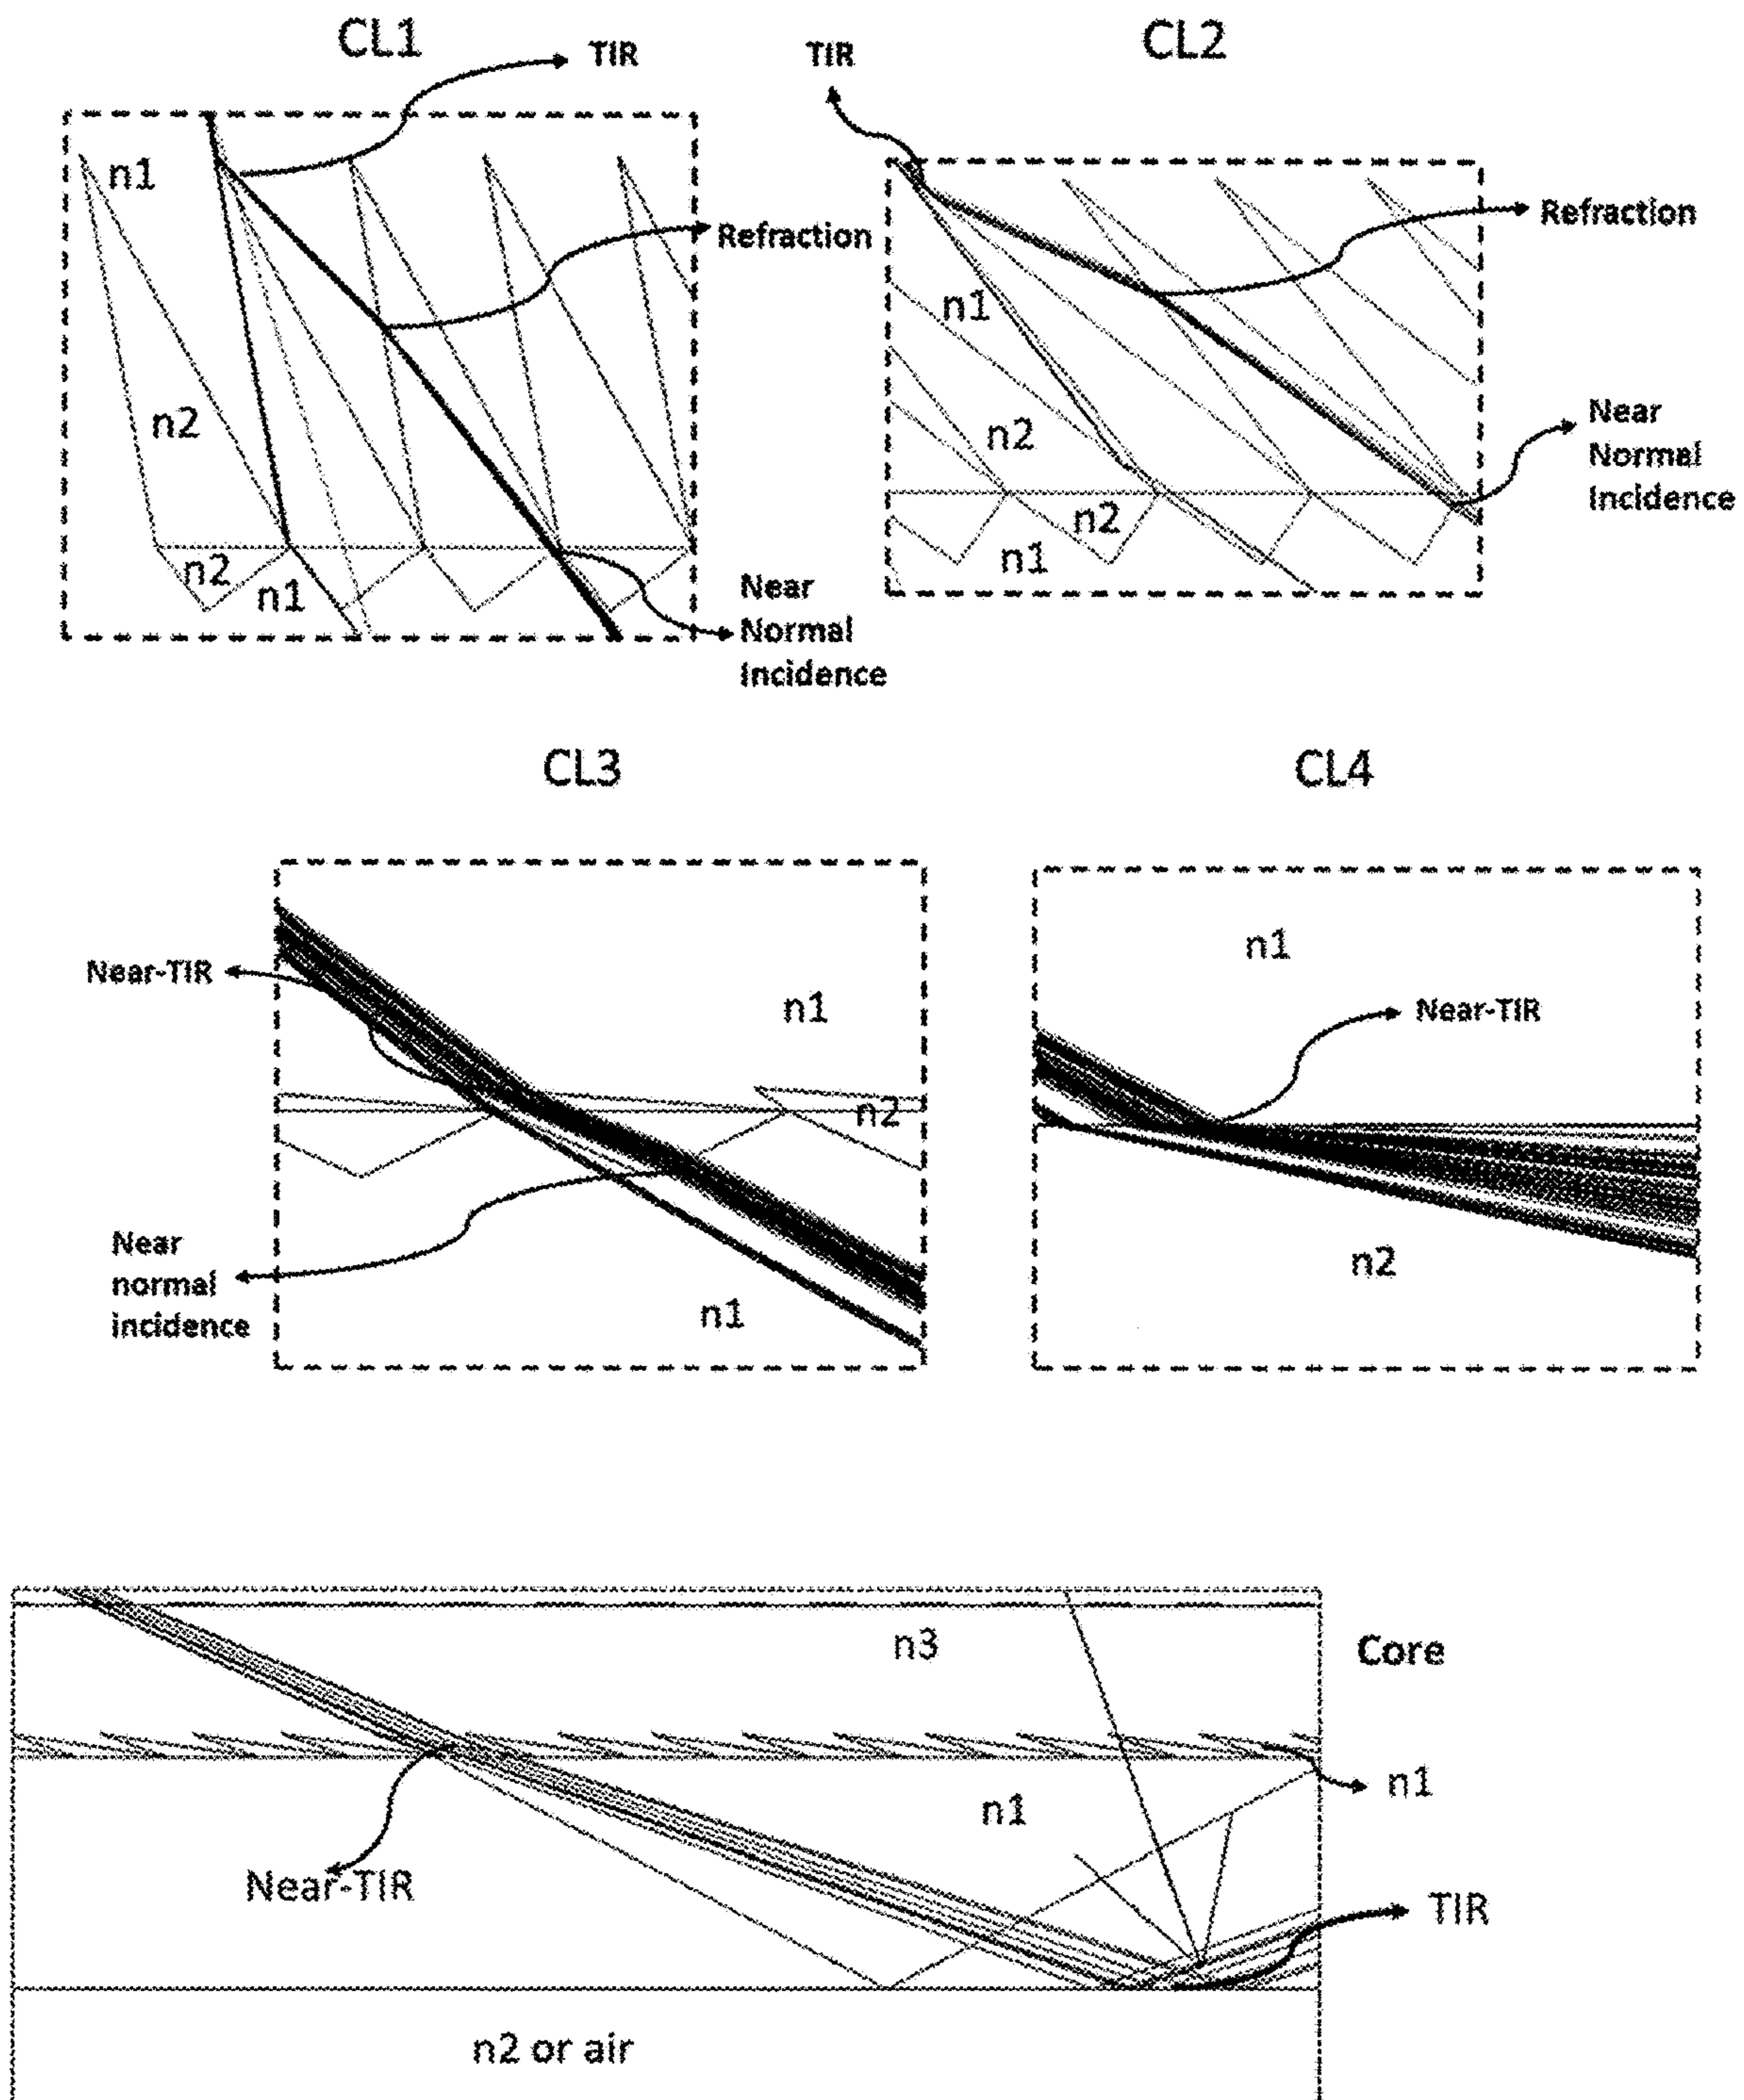 CL1
TIR
TIR
CL2
n1
Refraction
Refraction
n1
n2
n2
Near
Normal
Incidence
n2
n1
n2
n1
Near
Normal
Incidence
CL3
CL4
n1
Near-TIR
n1
Near-TIR
n2
Near
normal
incidence
n1
n2
n3
Core
n1
n1
Near-TIR
TIR
n2 or air